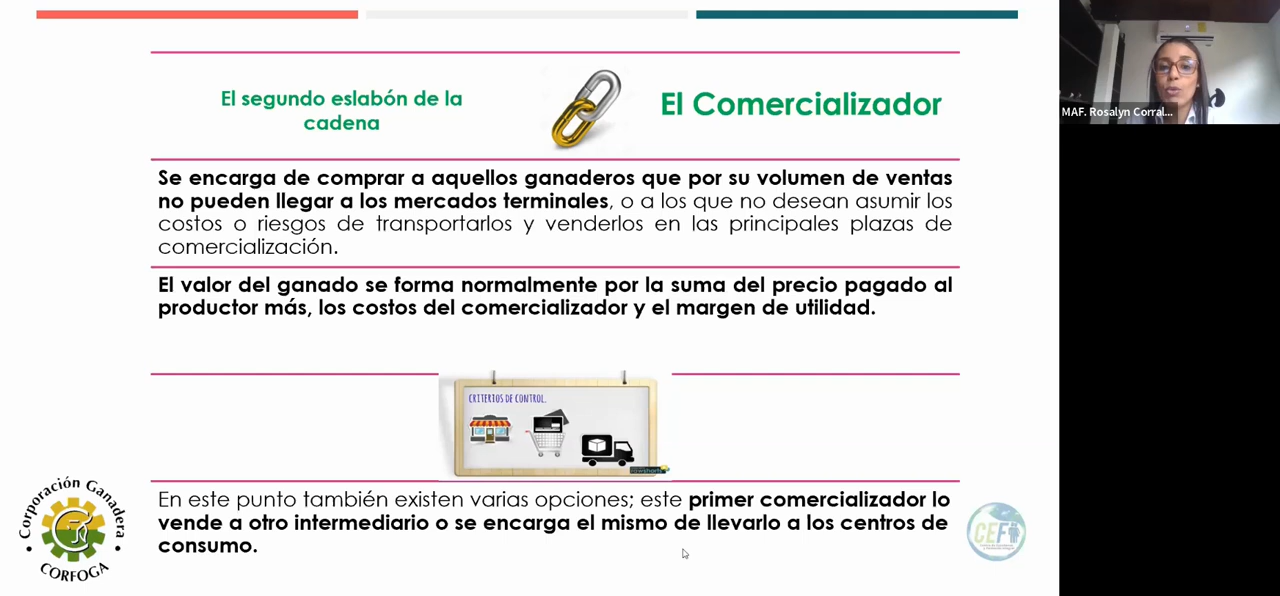 El segundo eslabón de la
cadena
El Comercializador
Se encarga de comprar a aquellos ganaderos que por su volumen de ventas
no pueden llegar a los mercados terminales, o a los que no desean asumir los
costos o riesgos de transportarlos y venderlos en las principales plazas de
comercialización.
El valor del ganado se forma normalmente por la suma del precio pagado al
productor más, los costos del comercializador y el margen de utilidad.
CRITERIOS DE CONTROL.
En este punto también existen varias opciones; este primer comercializador lo
vende a otro intermediario o se encarga el mismo de llevarlo a los centros de
consumo.
Corporación Ganadera
CORFOGA
CEF
MAF. Rosalyn Corral...